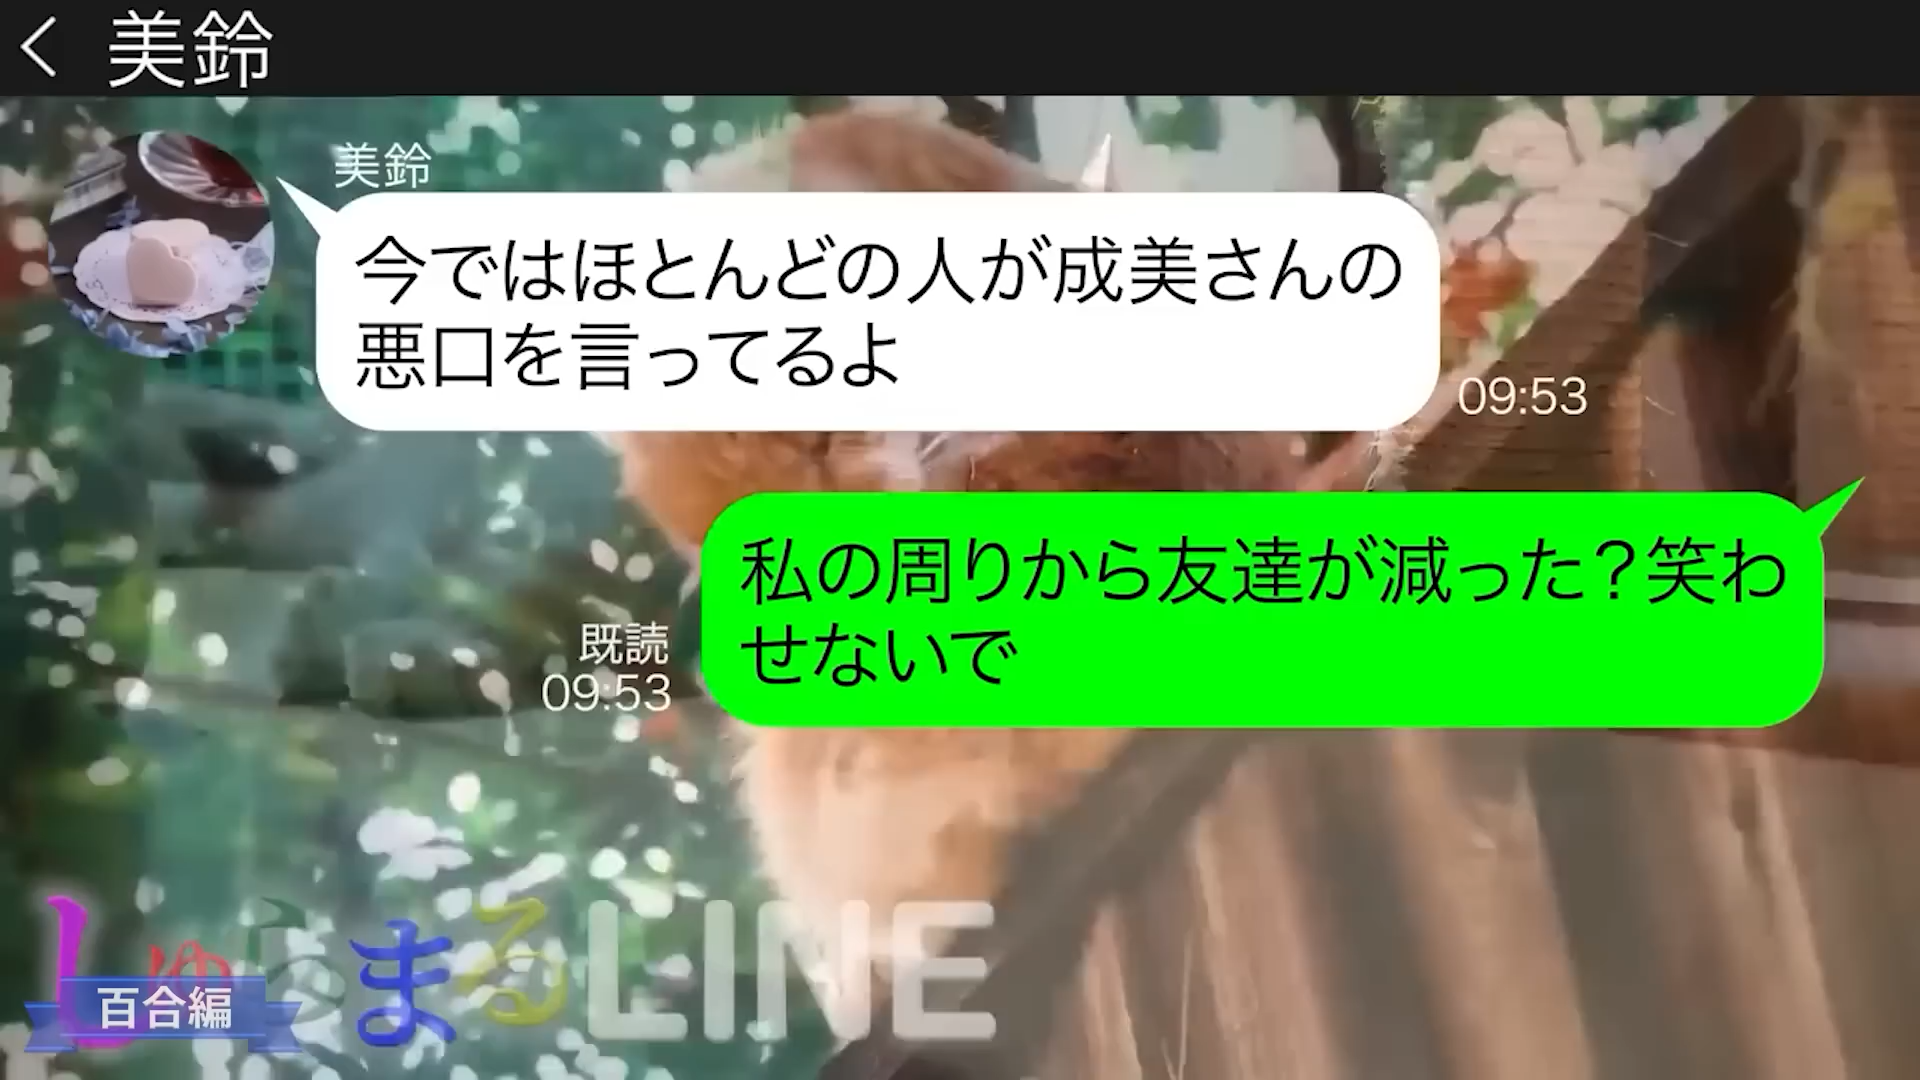 美鈴
美鈴
今ではほとんどの人が成美さんの
悪口を言ってるよ
09:53
私の周りから友達が減った？笑わ
せないで
既読
09:53
しゅらまるLINE
百合編